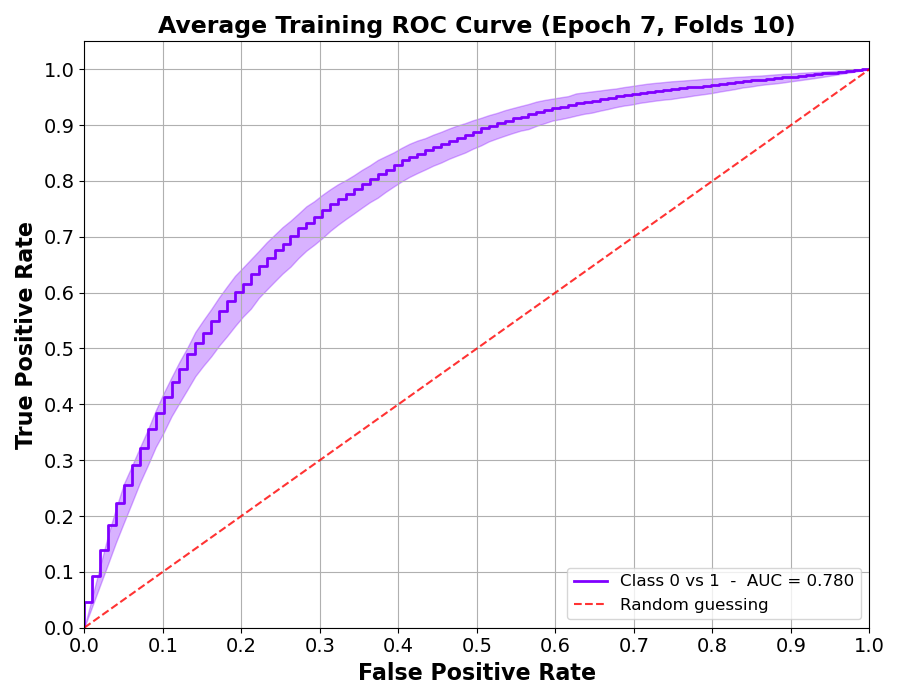 Average Training ROC Curve (Epoch 7, Folds 10)
True Positive Rate
1.0
0.9
0.8
0.7
0.6
0.5
0.4
0.3
0.2
0.1
0.0
Class 0 vs 1 - AUC = 0.780
Random guessing
0.0 0.1 0.2 0.3 0.4 0.5 0.6 0.7 0.8 0.9 1.0
False Positive Rate